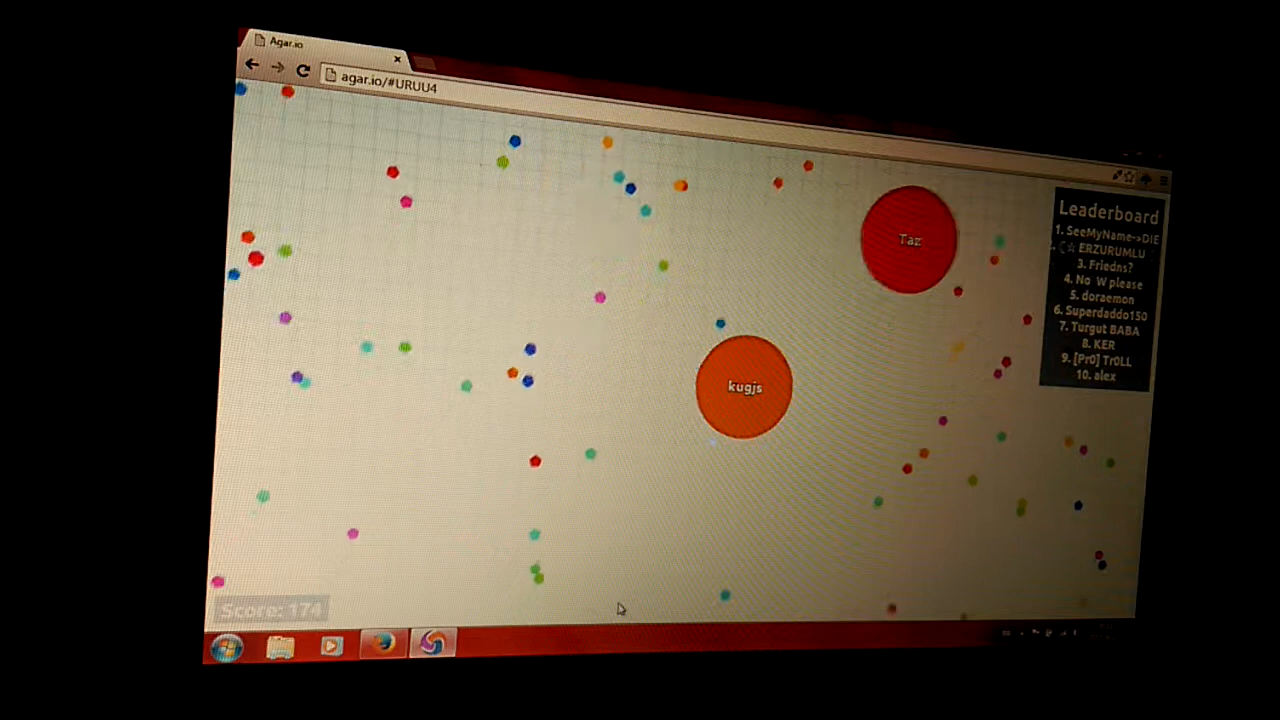 Agar.io
agar.io/#URUU4
Taz
kugjs
Leaderboard
1. SeeMyName->DIE
☾☆ ERZURUMLU
3. Friedns?
4. No W please
5. doraemon
6. Superdaddo150
7. Turgut BABA
8. KER
9. [Pr0] Tr0LL
10. alex
Score: 174